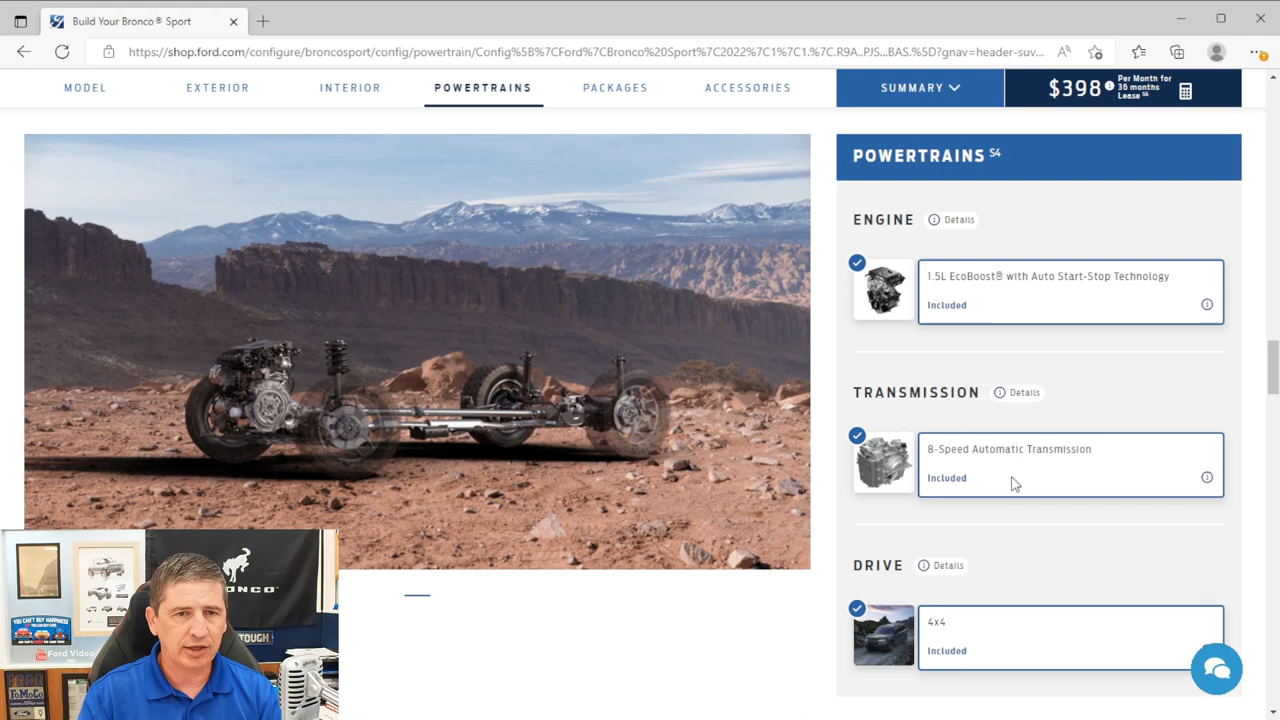 Build Your Bronco® Sport
https://shop.ford.com/configure/broncosport/config/powertrain/Config%5B%7CFord%7CBronco%20Sport%7C2022%7C1%7C1.%7C.R9A..PJS...BAS.%5D?gnav=header-suv...
MODEL
EXTERIOR
INTERIOR
POWERTRAINS
PACKAGES
ACCESSORIES
SUMMARY
$398
Per Month for
36 months
Lease
POWERTRAINS S4
ENGINE
Details
1.5L EcoBoost® with Auto Start-Stop Technology
Included
TRANSMISSION
Details
8-Speed Automatic Transmission
Included
DRIVE
Details
4x4
Included
YOU CAN'T BUY HAPPINESS
Ford Video
FoMoCo
RONCO
TOUGH